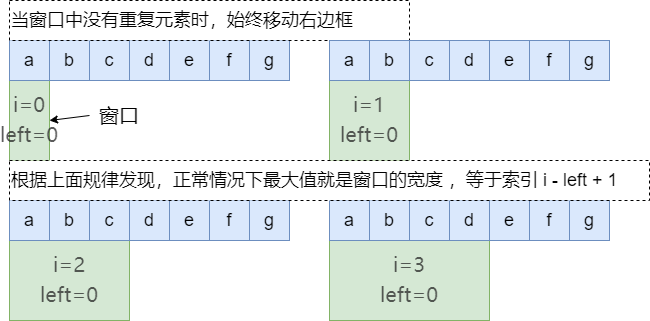 当窗口中没有重复元素时，始终移动右边框
a b c d e f g
a b c d e f g
i=0
left=0
窗口
i=1
left=0
根据上面规律发现，正常情况下最大值就是窗口的宽度 ，等于索引 i - left + 1
a b c d e f g
a b c d e f g
i=2
left=0
i=3
left=0